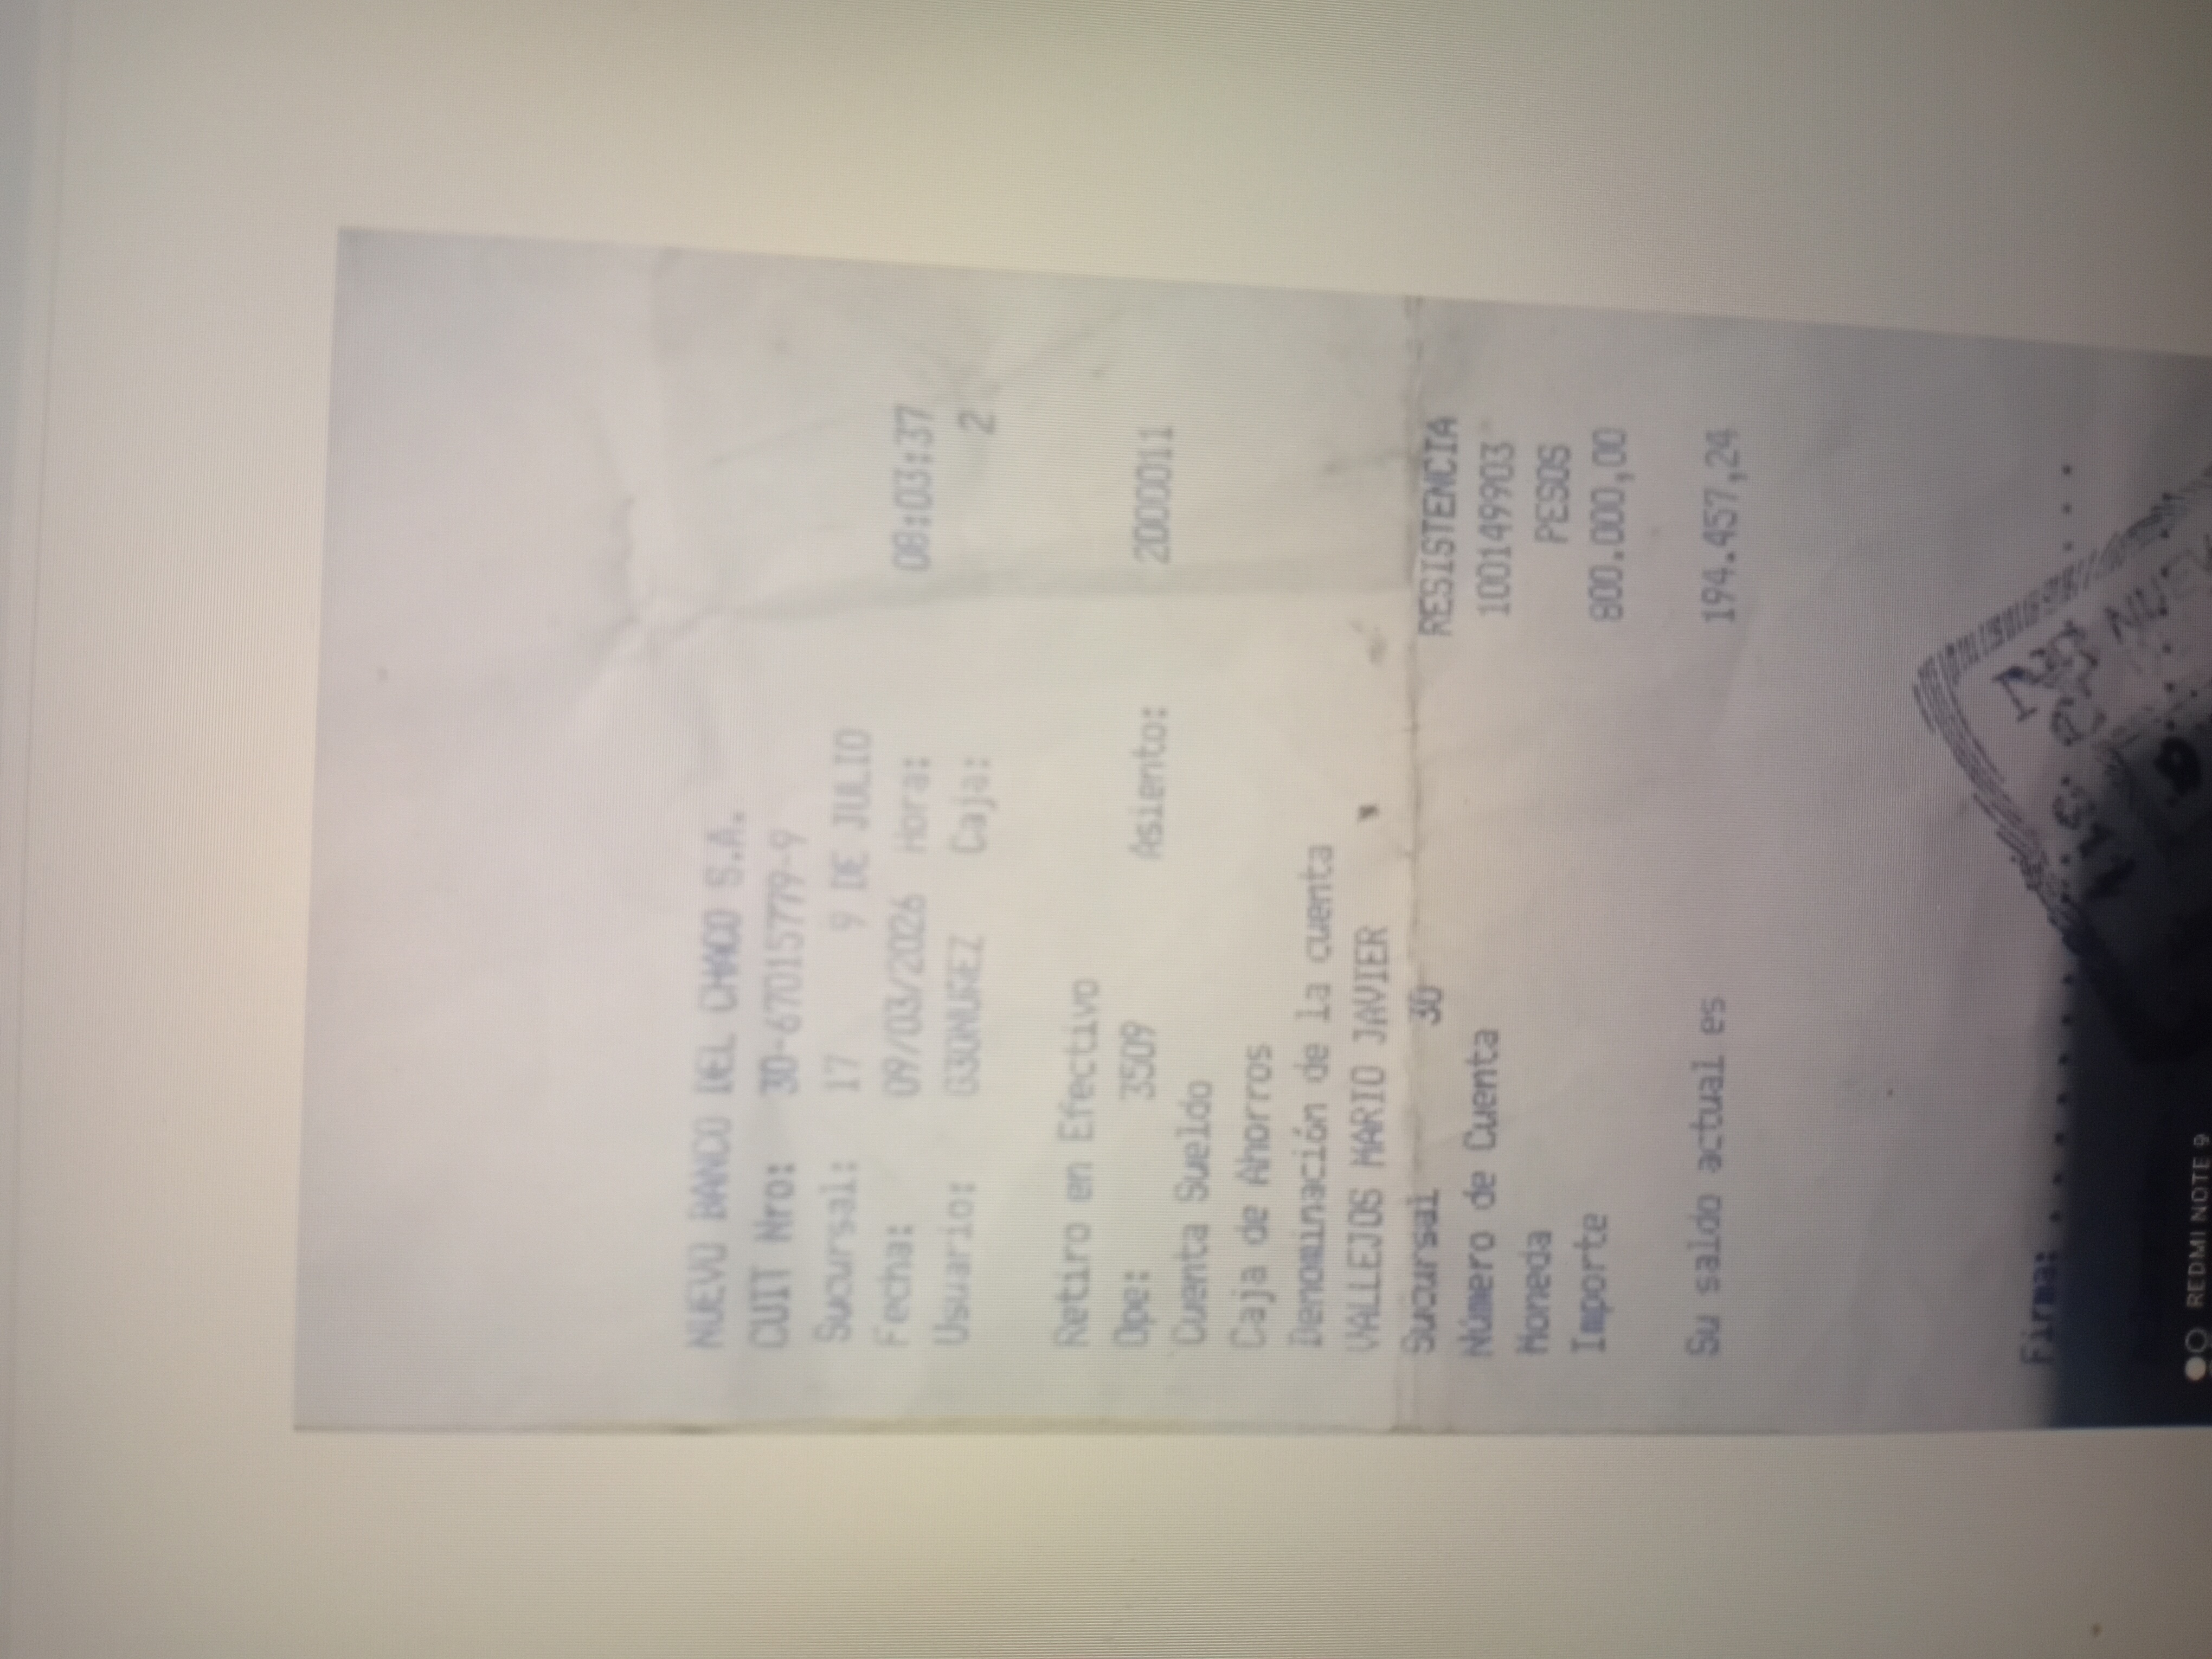 NUEVO BANCO DEL CHACO S.A.
CUIT Nro: 30-67015779-9
Sucursal: 17 9 DE JULIO
Fecha: 09/03/2026 Hora: 08:03:37
Usuario: Caja: 2
Retiro en Efectivo
Ope: 3509 Asiento: 2000011
Cuenta Sueldo
Caja de Ahorros
Denominación de la cuenta
VALLEJOS MARIO JAVIER
Sucursal 30 RESISTENCIA
Número de Cuenta 100149903
Moneda PESOS
Importe 800.000,00
Su saldo actual es 194.457,24
Firma:
REDMI NOTE 9